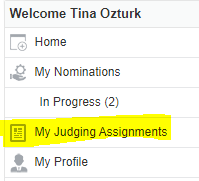 Welcome Tina Ozturk
Home
My Nominations
In Progress (2)
My Judging Assignments
My Profile